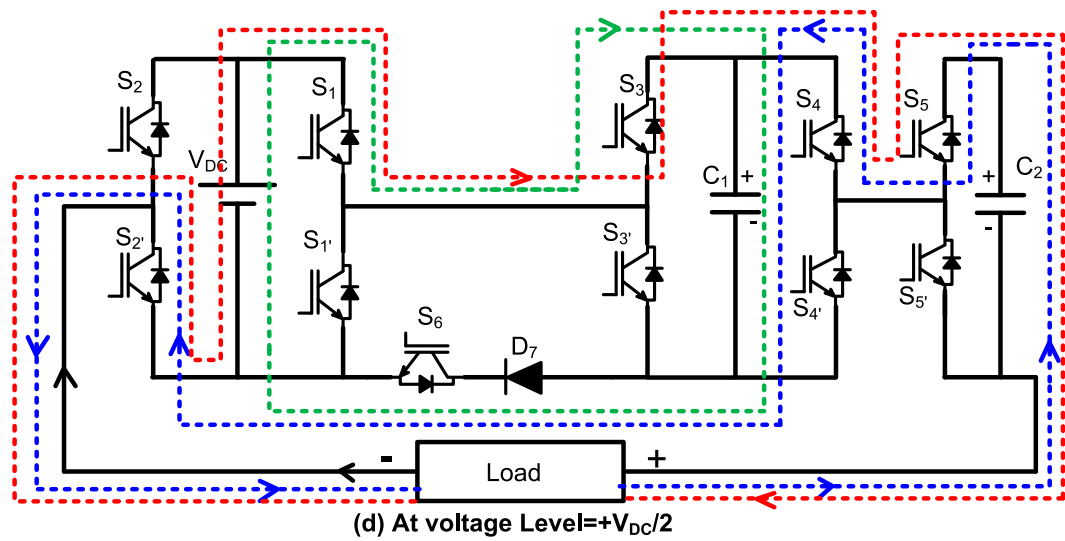 S2
S1
S3
S4
S5
VDC
C1
+
-
+
C2
-
S2'
S1'
S3'
S4'
S5'
S6
D7
-
Load
+
(d) At voltage Level=+VDC/2